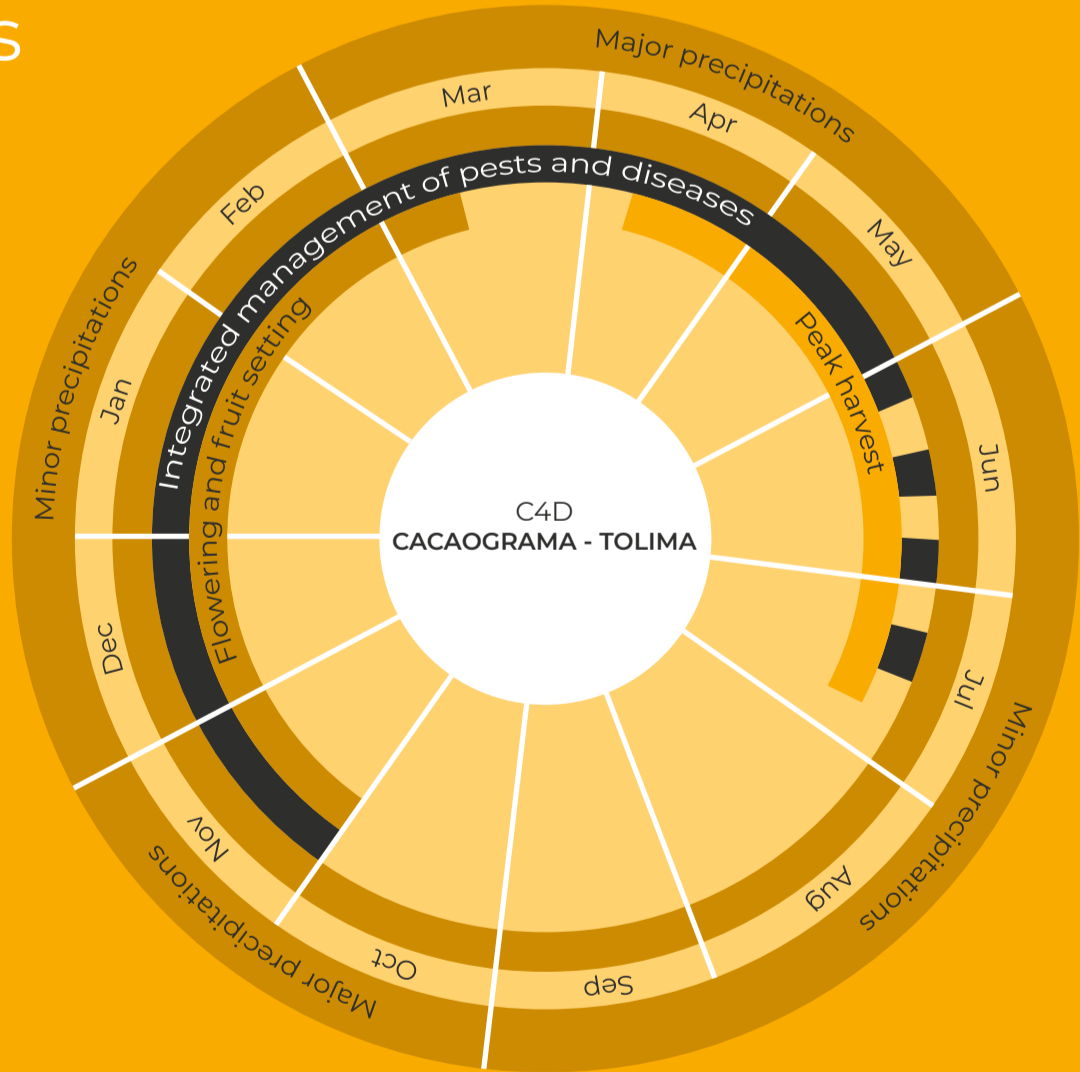 S
Major precipitations
Mar
Apr
May
Jun
Jul
Aug
Sep
Oct
Nov
Dec
Jan
Feb
Minor precipitations
Major precipitations
Minor precipitations
Integrated management of pests and diseases
Flowering and fruit setting
Peak harvest
C4D
CACAOGRAMA - TOLIMA